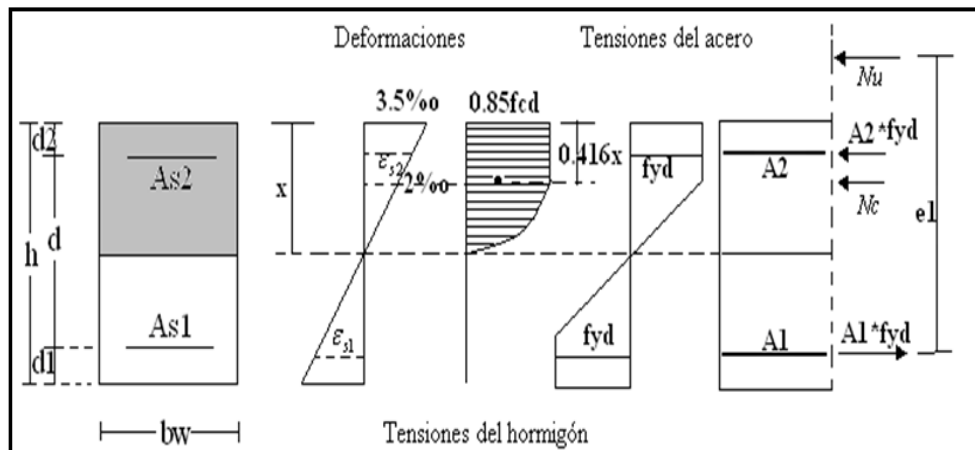 Deformaciones
Tensiones del acero
Nu
3.5‰
0.85fcd
d2
A2*fyd
0.416x
As2
εs2
fyd
A2
2‰
x
Nc
e1
h
d
As1
εs1
fyd
A1
A1*fyd
d1
bw
Tensiones del hormigón